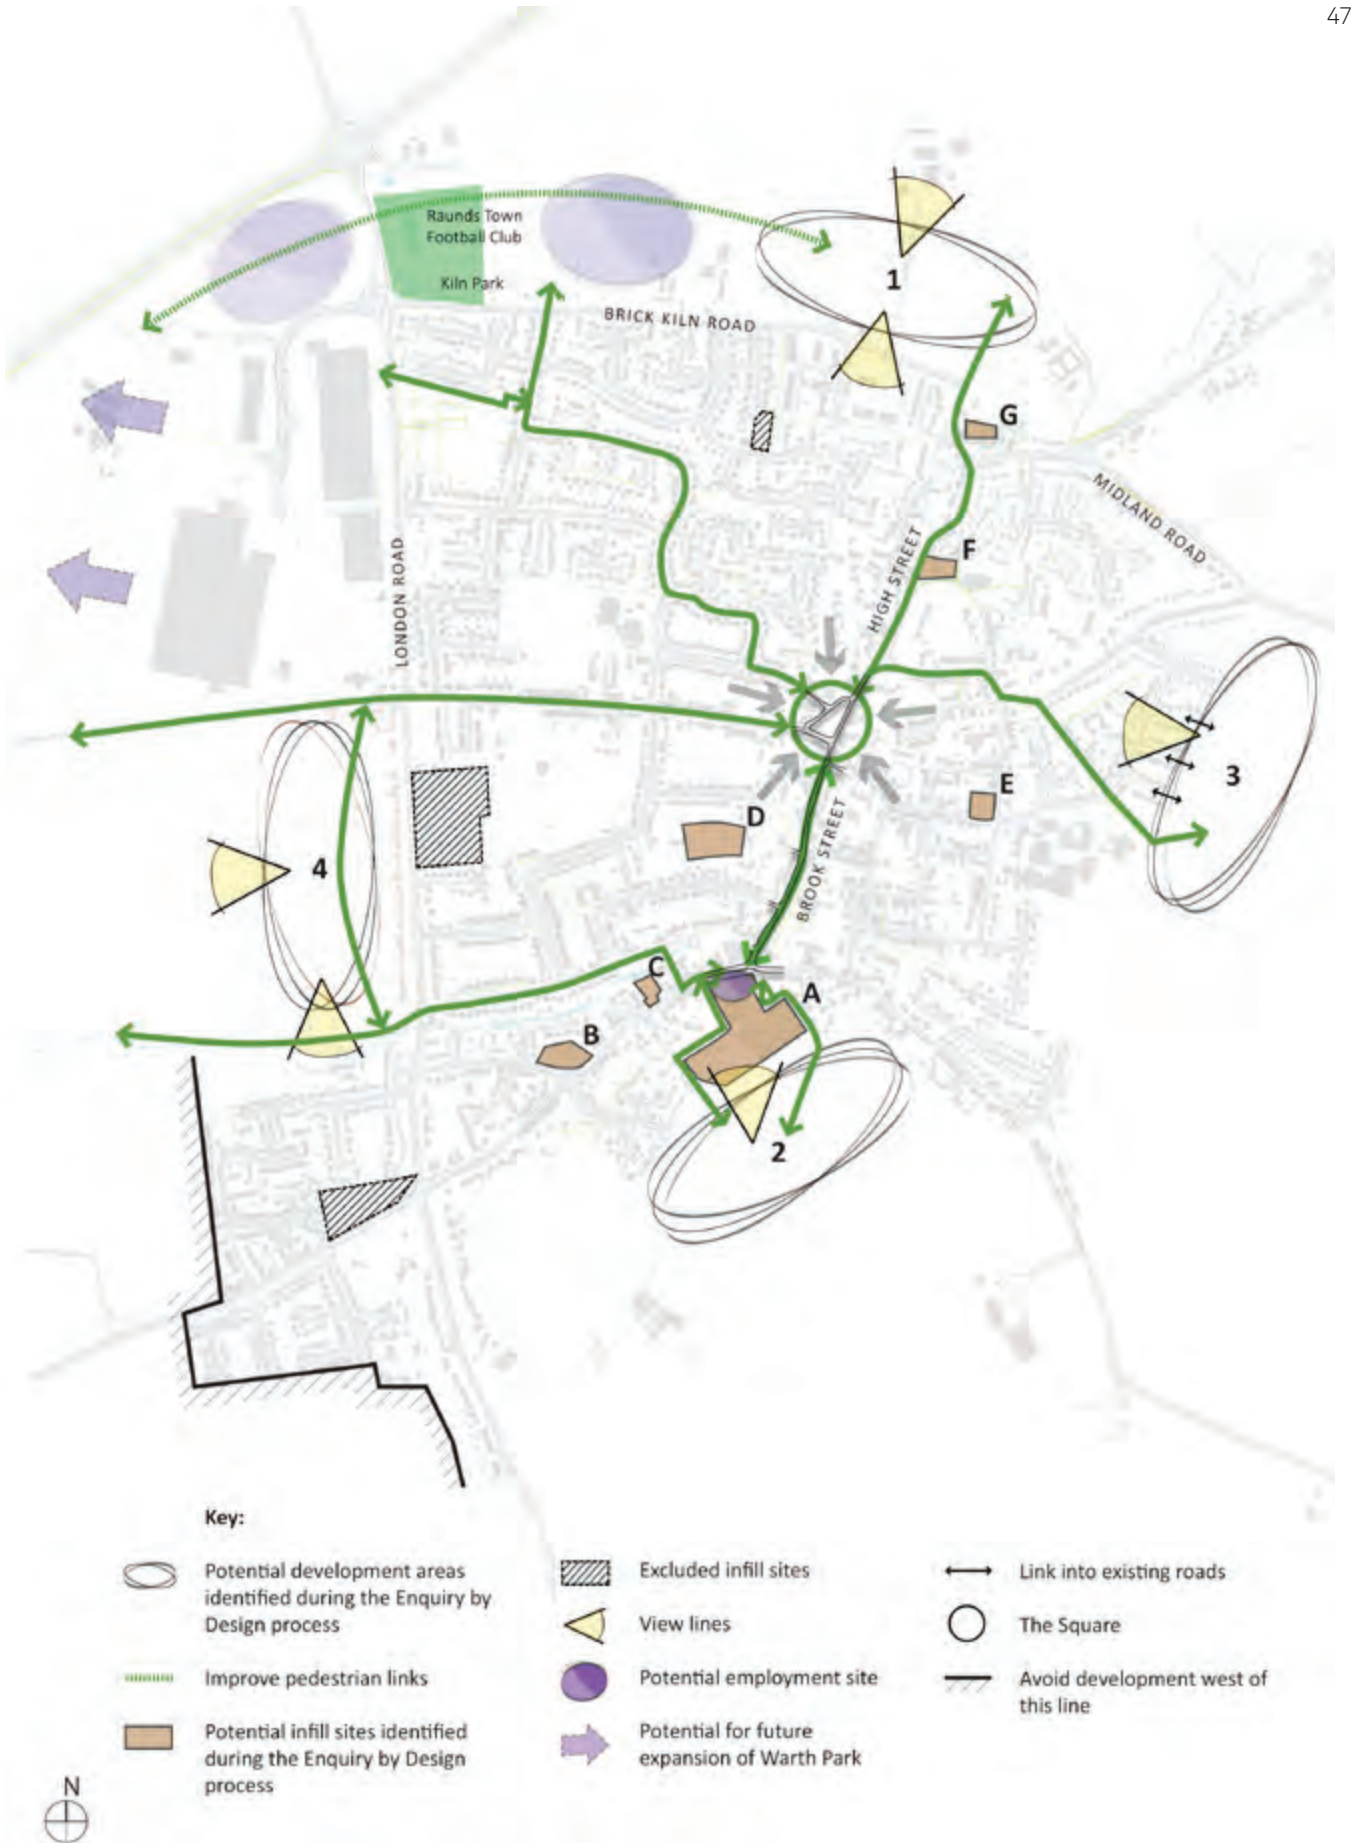 47
Raunds Town
Football Club
Kiln Park
BRICK KILN ROAD
1
G
MIDLAND ROAD
LONDON ROAD
HIGH STREET
F
3
E
D
BROOK STREET
4
C
A
B
2
Key:
Potential development areas
identified during the Enquiry by
Design process
Improve pedestrian links
Potential infill sites identified
during the Enquiry by Design
process
Excluded infill sites
View lines
Potential employment site
Potential for future
expansion of Warth Park
Link into existing roads
The Square
Avoid development west of
this line
N